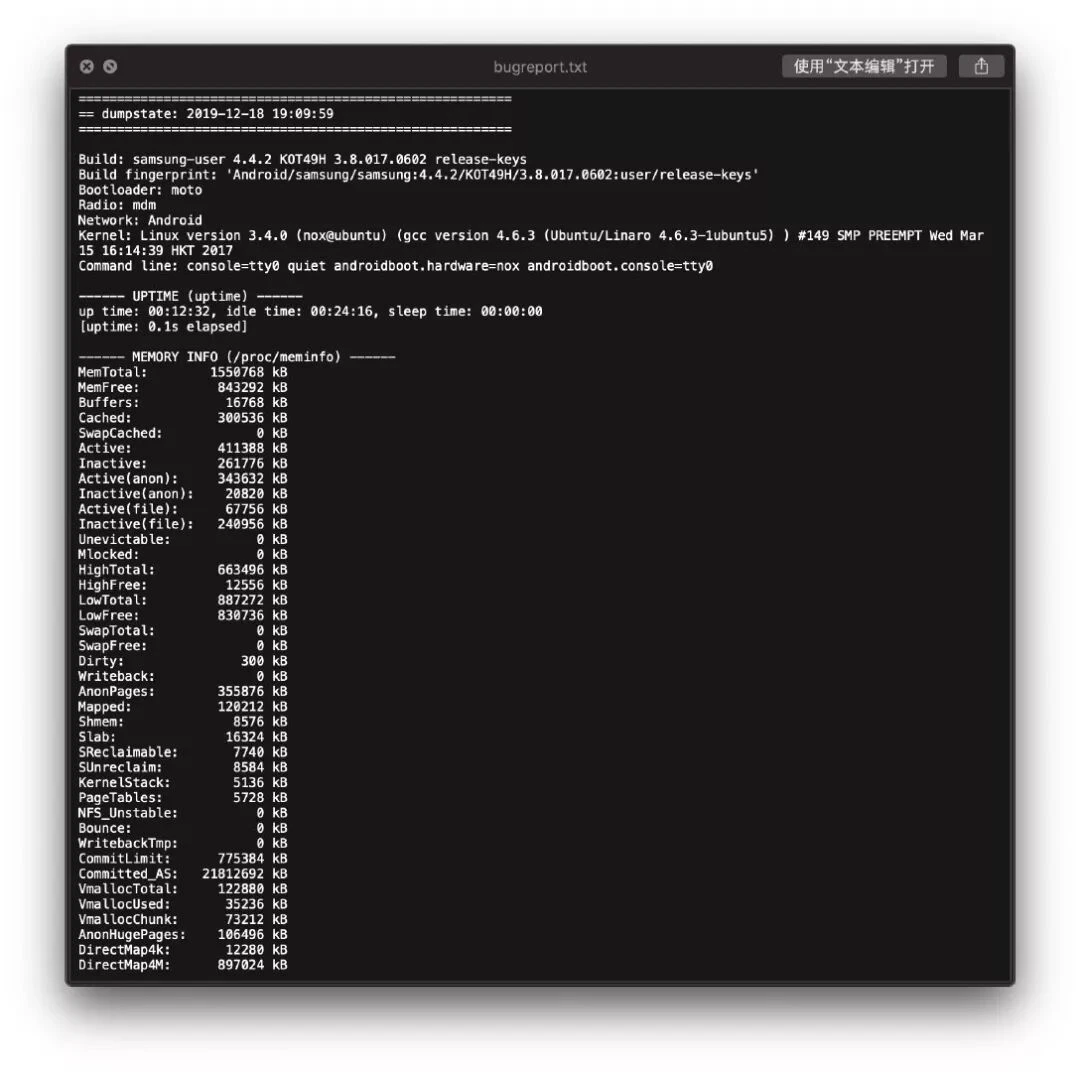 bugreport.txt
使用“文本编辑”打开
========================================================
== dumpstate: 2019-12-18 19:09:59
========================================================
Build: samsung-user 4.4.2 KOT49H 3.8.017.0602 release-keys
Build fingerprint: 'Android/samsung/samsung:4.4.2/KOT49H/3.8.017.0602:user/release-keys'
Bootloader: moto
Radio: mdm
Network: Android
Kernel: Linux version 3.4.0 (nox@ubuntu) (gcc version 4.6.3 (Ubuntu/Linaro 4.6.3-1ubuntu5) ) #149 SMP PREEMPT Wed Mar
15 16:14:39 HKT 2017
Command line: console=tty0 quiet androidboot.hardware=nox androidboot.console=tty0
------ UPTIME (uptime) ------
up time: 00:12:32, idle time: 00:24:16, sleep time: 00:00:00
[uptime: 0.1s elapsed]
------ MEMORY INFO (/proc/meminfo) ------
MemTotal:        1550768 kB
MemFree:          843292 kB
Buffers:           16768 kB
Cached:           300536 kB
SwapCached:            0 kB
Active:           411388 kB
Inactive:         261776 kB
Active(anon):     343632 kB
Inactive(anon):    20820 kB
Active(file):      67756 kB
Inactive(file):   240956 kB
Unevictable:           0 kB
Mlocked:               0 kB
HighTotal:        663496 kB
HighFree:          12556 kB
LowTotal:         887272 kB
LowFree:          830736 kB
SwapTotal:             0 kB
SwapFree:              0 kB
Dirty:               300 kB
Writeback:             0 kB
AnonPages:        355876 kB
Mapped:           120212 kB
Shmem:              8576 kB
Slab:              16324 kB
SReclaimable:       7740 kB
SUnreclaim:         8584 kB
KernelStack:        5136 kB
PageTables:         5728 kB
NFS_Unstable:          0 kB
Bounce:                0 kB
WritebackTmp:          0 kB
CommitLimit:      775384 kB
Committed_AS:   21812692 kB
VmallocTotal:     122880 kB
VmallocUsed:       35236 kB
VmallocChunk:      73212 kB
AnonHugePages:    106496 kB
DirectMap4k:       12280 kB
DirectMap4M:      897024 kB